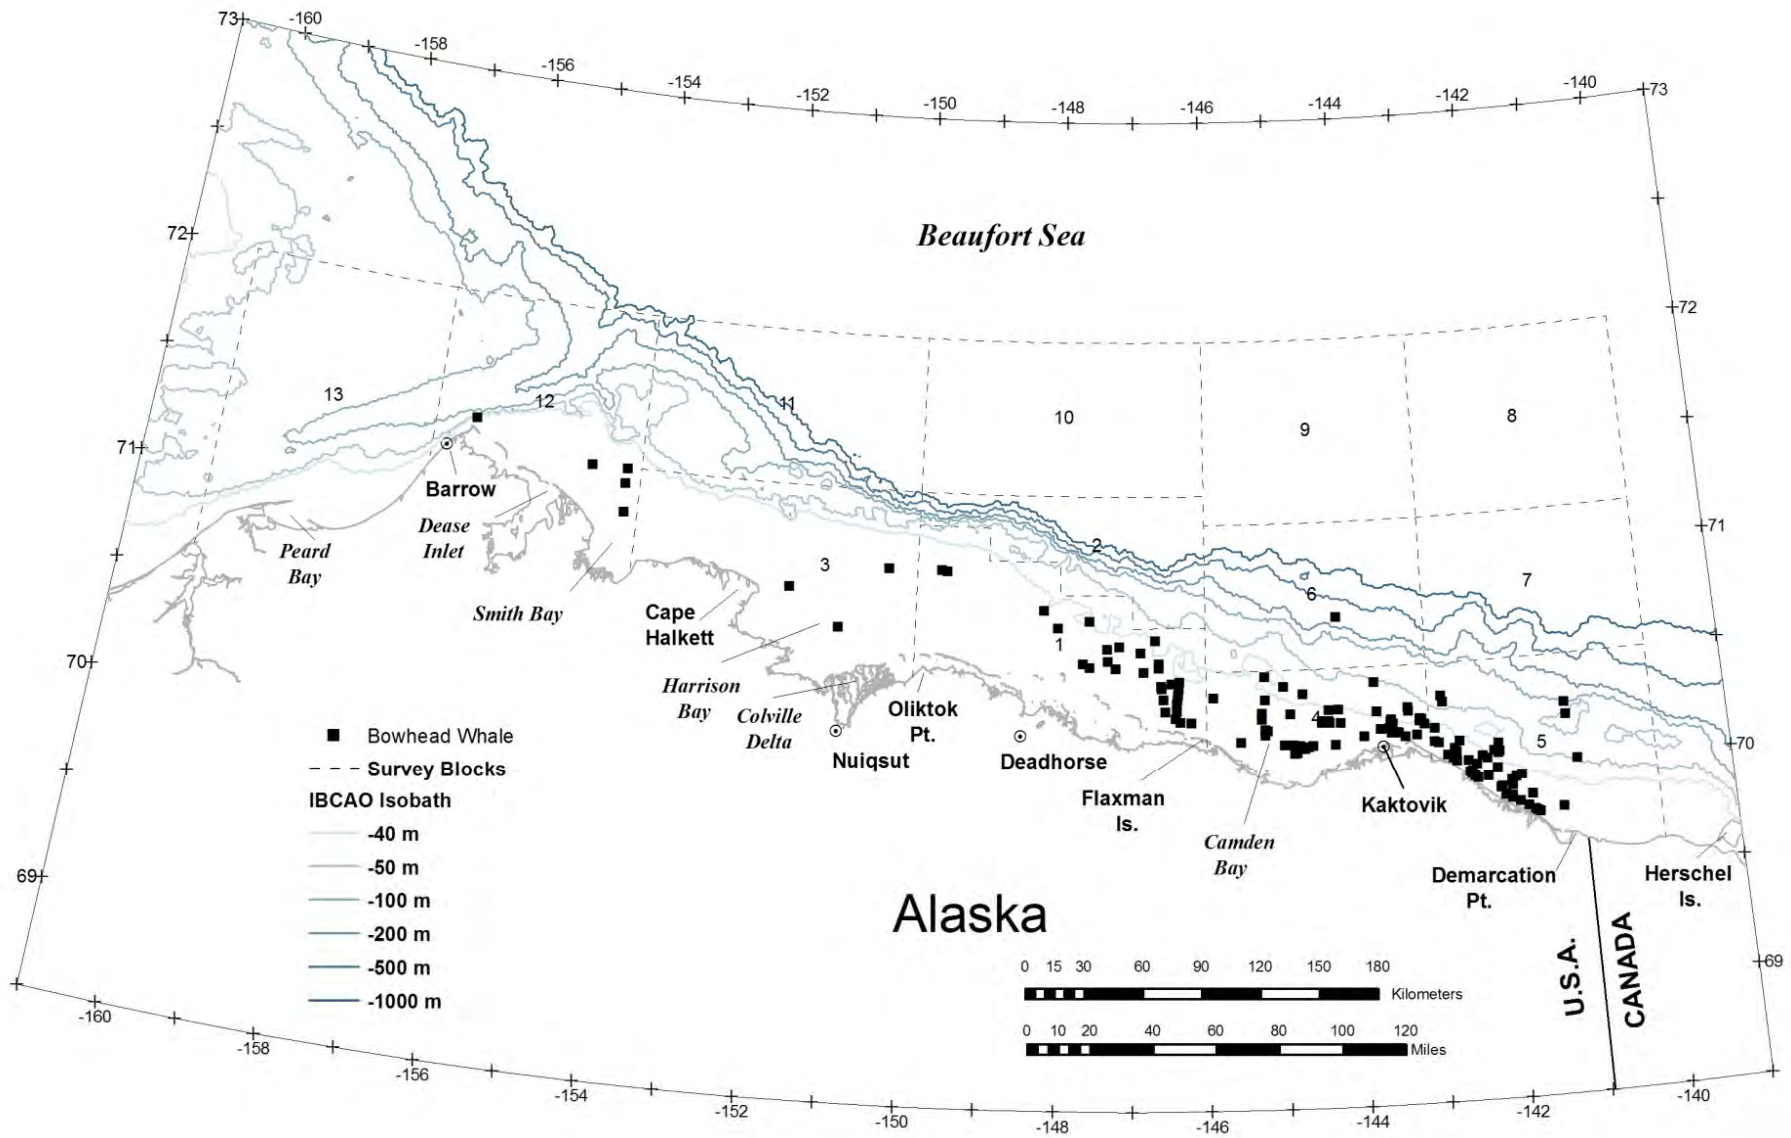 73
-160
-158
-156
-154
-152
-150
-148
-146
-144
-142
-140
73
Beaufort Sea
72
72
13
12
11
10
9
8
71
71
Barrow
Dease
Inlet
Peard
Bay
Smith Bay
3
2
6
7
Cape
Halkett
1
70
Harrison
Bay
Colville
Delta
Oliktok
Pt.
4
5
70
Nuiqsut
Deadhorse
Flaxman
Is.
Kaktovik
Camden
Bay
Demarcation
Pt.
Herschel
Is.
Bowhead Whale
Survey Blocks
IBCAO Isobath
-40 m
-50 m
-100 m
-200 m
-500 m
-1000 m
69
Alaska
U.S.A.
CANADA
69
0 15 30 60 90 120 150 180
Kilometers
0 10 20 40 60 80 100 120
Miles
-160
-158
-156
-154
-152
-150
-148
-146
-144
-142
-140